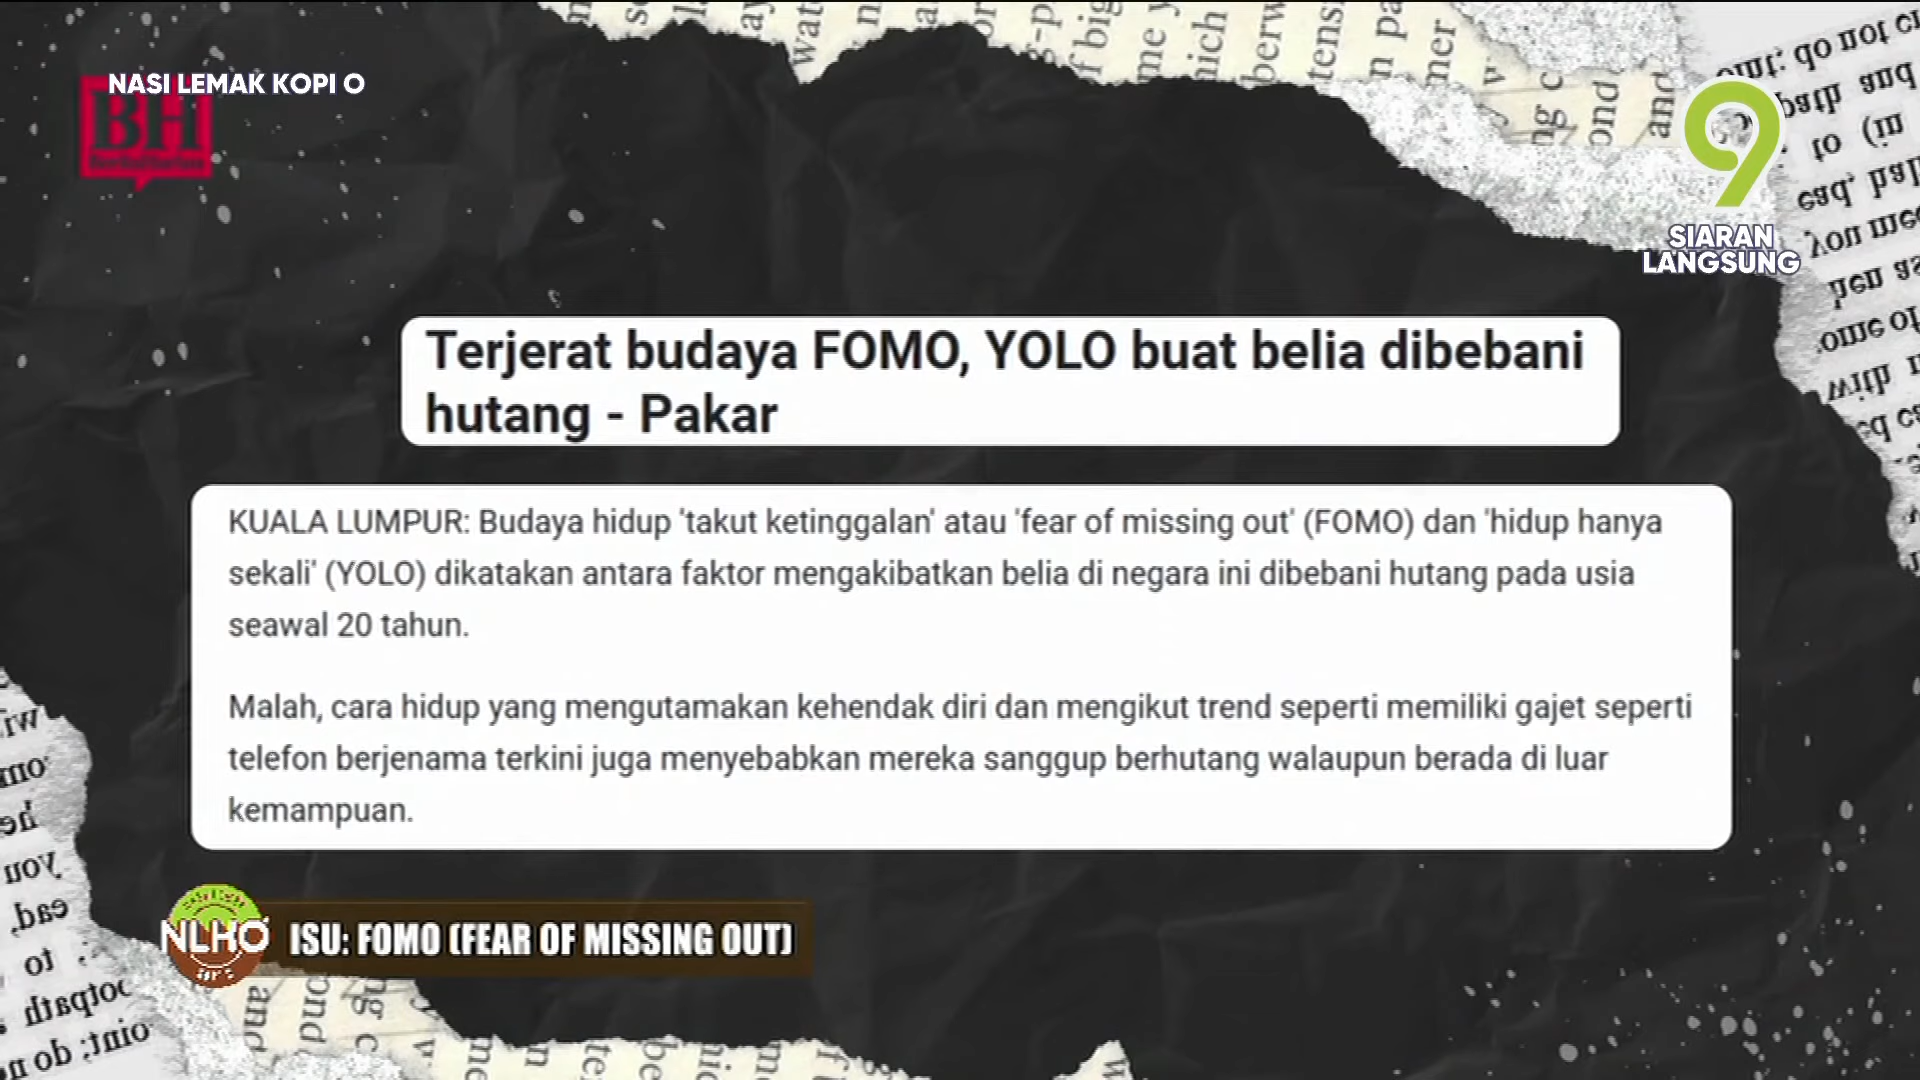 NASI LEMAK KOPI O
BH
9
SIARAN
LANGSUNG
Terjerat budaya FOMO, YOLO buat belia dibebani
hutang - Pakar
KUALA LUMPUR: Budaya hidup 'takut ketinggalan' atau 'fear of missing out' (FOMO) dan 'hidup hanya
sekali' (YOLO) dikatakan antara faktor mengakibatkan belia di negara ini dibebani hutang pada usia
seawal 20 tahun.
Malah, cara hidup yang mengutamakan kehendak diri dan mengikut trend seperti memiliki gajet seperti
telefon berjenama terkini juga menyebabkan mereka sanggup berhutang walaupun berada di luar
kemampuan.
NLKO
ISU: FOMO (FEAR OF MISSING OUT)